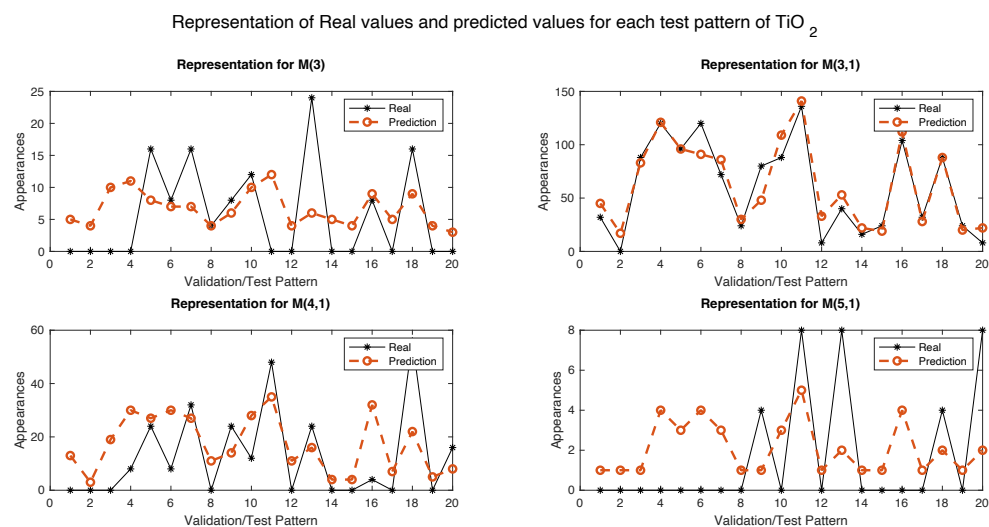 Representation of Real values and predicted values for each test pattern of TiO 2
Representation for M(3)
Appearances
25
20
15
10
5
0
0 2 4 6 8 10 12 14 16 18 20
Validation/Test Pattern
Real
Prediction
Representation for M(3,1)
Appearances
150
100
50
0
0 2 4 6 8 10 12 14 16 18 20
Validation/Test Pattern
Real
Prediction
Representation for M(4,1)
Appearances
60
40
20
0
0 2 4 6 8 10 12 14 16 18 20
Validation/Test Pattern
Real
Prediction
Representation for M(5,1)
Appearances
8
6
4
2
0
0 2 4 6 8 10 12 14 16 18 20
Validation/Test Pattern
Real
Prediction